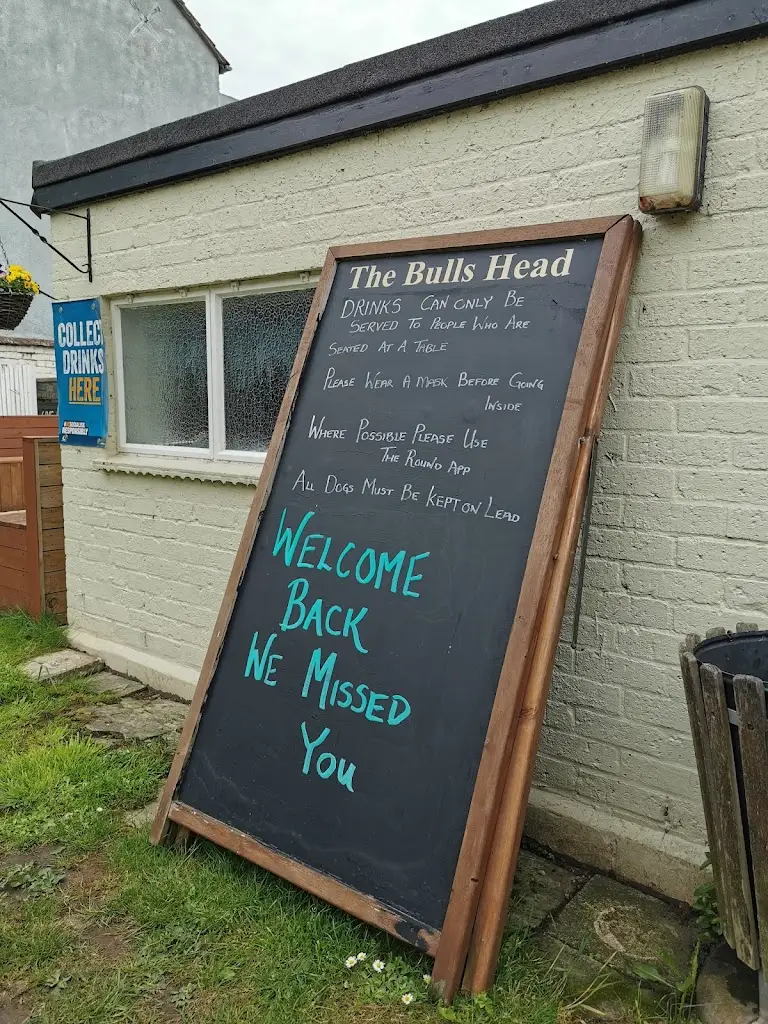 The Bulls Head
DRINKS CAN ONLY BE
SERVED TO PEOPLE WHO ARE
SEATED AT A TABLE
PLEASE WEAR A MASK BEFORE GOING
INSIDE
WHERE POSSIBLE PLEASE USE
THE ROUND APP
ALL DOGS MUST BE KEPT ON LEAD
WELCOME
BACK
WE MISSED
YOU
COLLEC
DRINKS
HERE
RESPONSIBLY